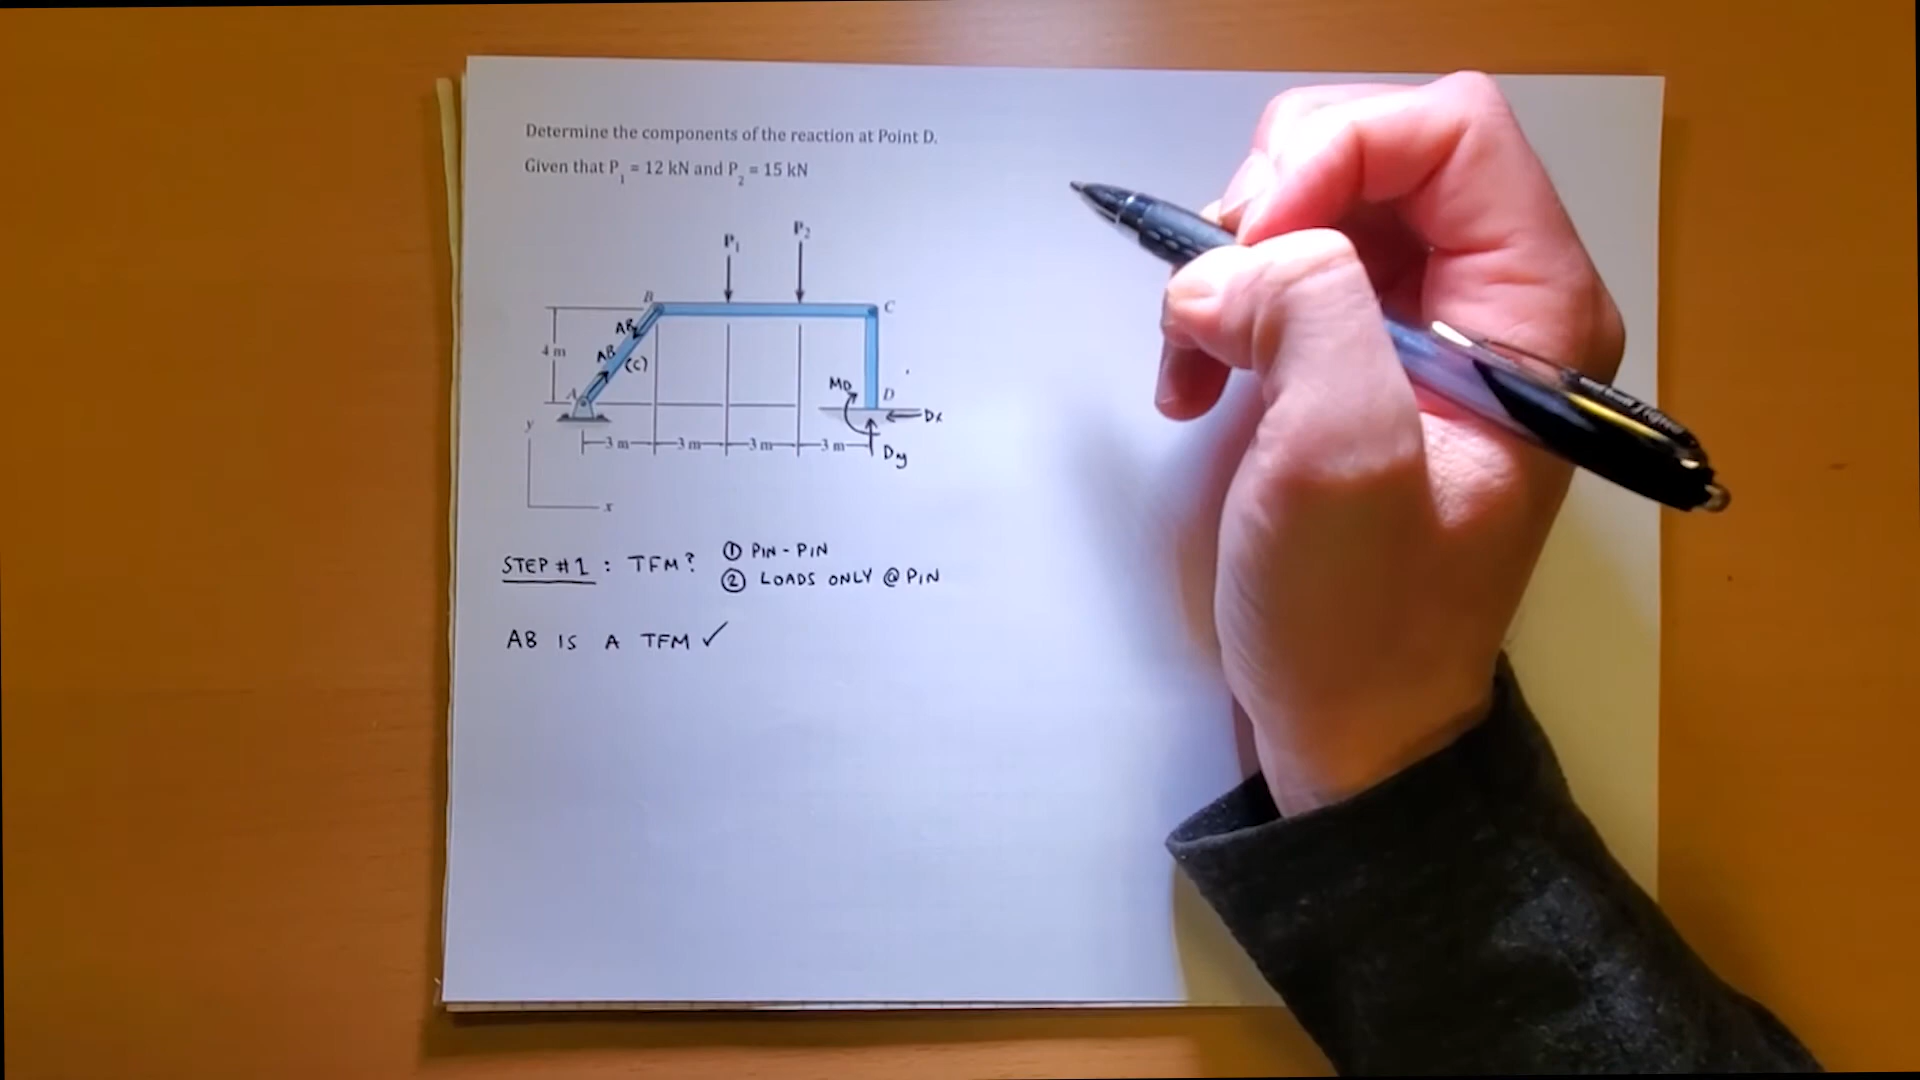 Determine the components of the reaction at Point D.
Given that P₁ = 12 kN and P₂ = 15 kN
P₁
P₂
B
C
AB
4 m
AB
(C)
A
MD
D
Dx
y
3 m
3 m
3 m
3 m
Dy
x
STEP #1 : TFM? ① PIN - PIN
② LOADS ONLY @ PIN
AB IS A TFM ✓